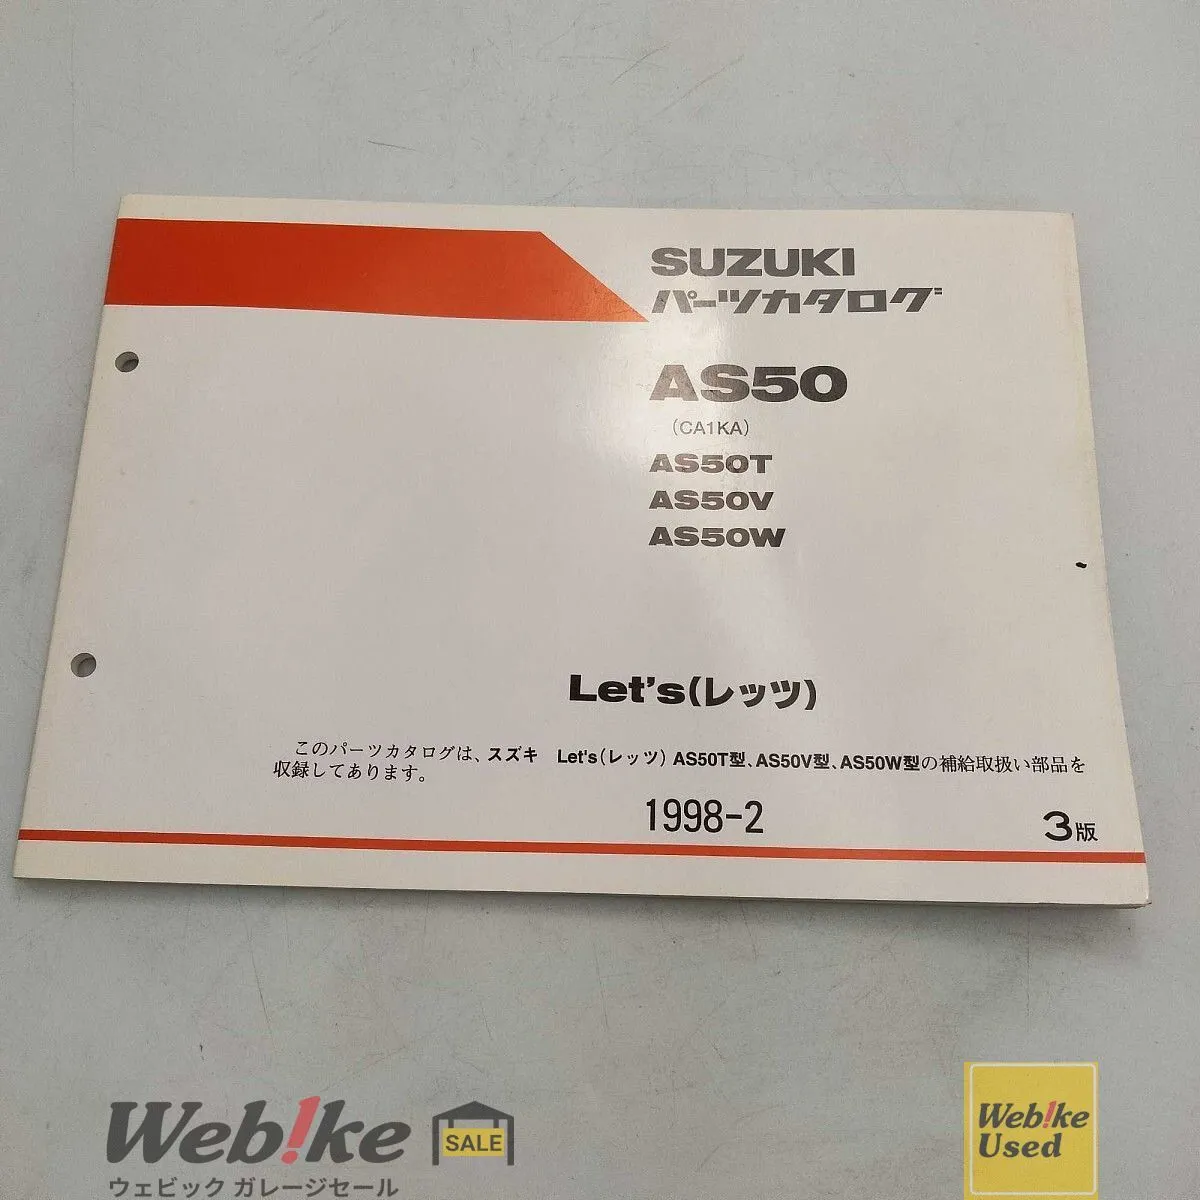 SUZUKI
パーツカタログ
AS50
(CA1KA)
AS50T
AS50V
AS50W
Let's(レッツ)
このパーツカタログは、スズキ Let's(レッツ) AS50T型、AS50V型、AS50W型の補給取扱い部品を
収録してあります。
1998-2
3版
Web!ke
SALE
ウェビック ガレージセール
Web!ke
Used